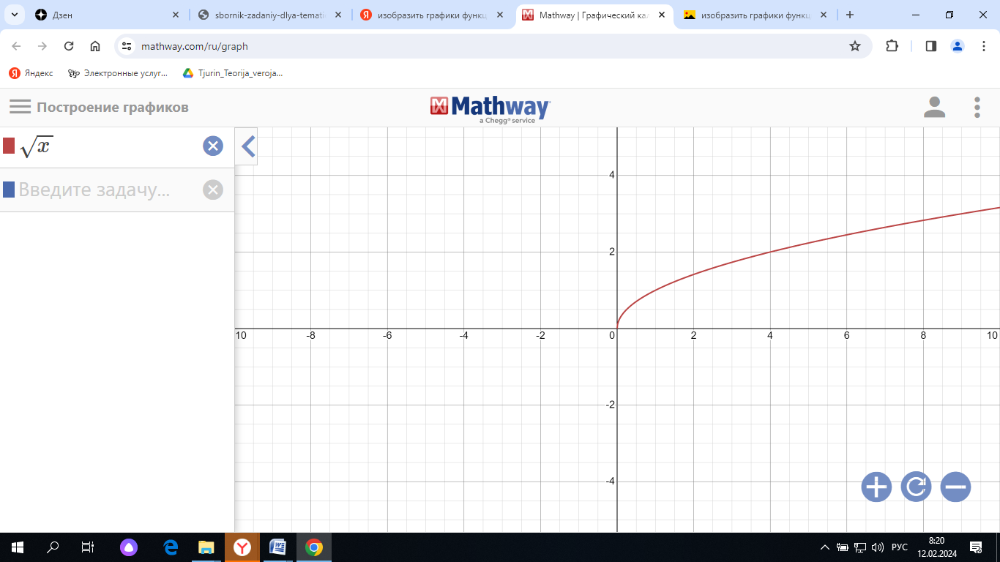 Дзен
sbornik-zadaniy-dlya-temati
изобразить графики функц
Mathway | Графический кал
изобразить графики функц
mathway.com/ru/graph
Яндекс
Электронные услуг...
Tjurin_Teorija_veroja...
Построение графиков
Mathway
a Chegg® service
√x
Введите задачу...
4
2
10 -8 -6 -4 -2 0 2 4 6 8 10
-2
-4
РУС
8:20
12.02.2024